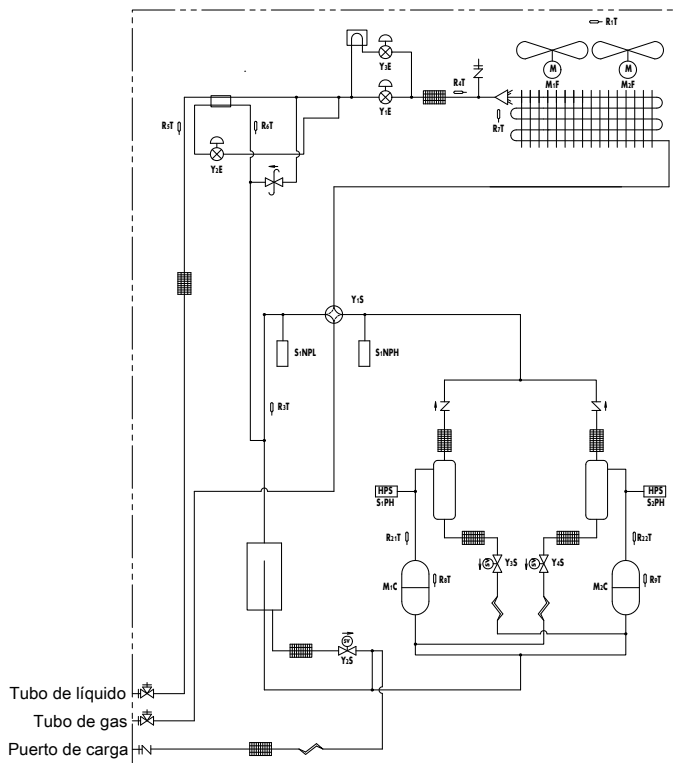 R1T
M
M
M1F
M2F
Y3E
R4T
Y1E
R7T
R5T
R6T
Y2E
Y1S
S1NPL
S1NPH
R3T
HPS
S1PH
HPS
S2PH
R21T
R22T
Y3S
Y4S
M1C
R8T
M2C
R9T
SV
Y2S
Tubo de líquido
Tubo de gas
Puerto de carga